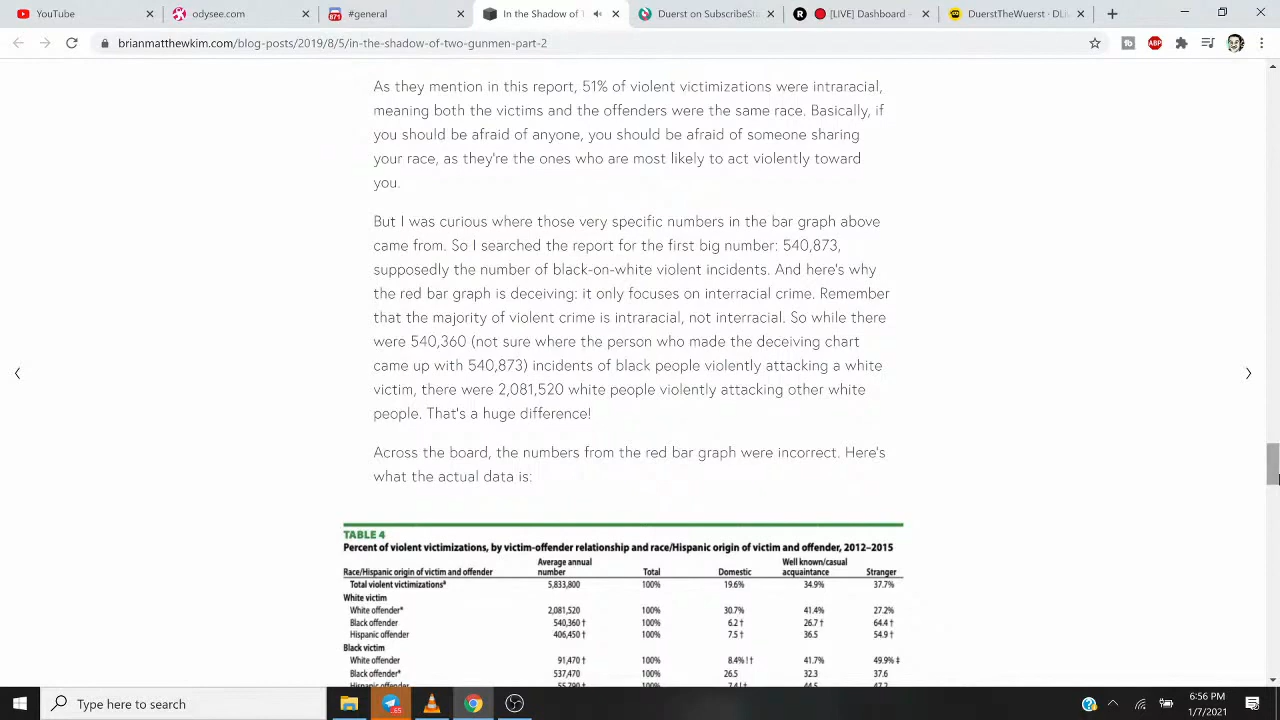 YouTube
odysee.com
871 #general
In the Shadow of T
Duerst on SubscribeSta
R [LIVE] Dashboard -
DuerstTheWuerst - DLi
brianmatthewkim.com/blog-posts/2019/8/5/in-the-shadow-of-two-gunmen-part-2
fb ABP
As they mention in this report, 51% of violent victimizations were intraracial,
meaning both the victims and the offenders were the same race. Basically, if
you should be afraid of anyone, you should be afraid of someone sharing
your race, as they're the ones who are most likely to act violently toward
you.
But I was curious where those very specific numbers in the bar graph above
came from. So I searched the report for the first big number: 540,873,
supposedly the number of black-on-white violent incidents. And here's why
the red bar graph is deceiving: it only focuses on interracial crime. Remember
that the majority of violent crime is intraracial, not interracial. So while there
were 540,360 (not sure where the person who made the deceiving chart
came up with 540,873) incidents of black people violently attacking a white
victim, there were 2,081,520 white people violently attacking other white
people. That's a huge difference!
Across the board, the numbers from the red bar graph were incorrect. Here's
what the actual data is:
TABLE 4
Percent of violent victimizations, by victim-offender relationship and race/Hispanic origin of victim and offender, 2012–2015
Race/Hispanic origin of victim and offender Average annual number Total Domestic Well known/casual acquaintance Stranger
Total violent victimizations* 5,833,800 100% 19.6% 34.9% 37.7%
White victim
White offender* 2,081,520 100% 30.7% 41.4% 27.2%
Black offender 540,360 † 100% 6.2 † 26.7 † 64.4 †
Hispanic offender 406,450 † 100% 7.5 † 36.5 54.9 †
Black victim
White offender 91,470 † 100% 8.4% ! † 41.7% 49.9% ‡
Black offender* 537,470 100% 26.5 32.3 37.6
Hispanic offender 55,790 † 100% 7.4 ! † 44.5 47.2
Type here to search
65
6:56 PM
1/7/2021